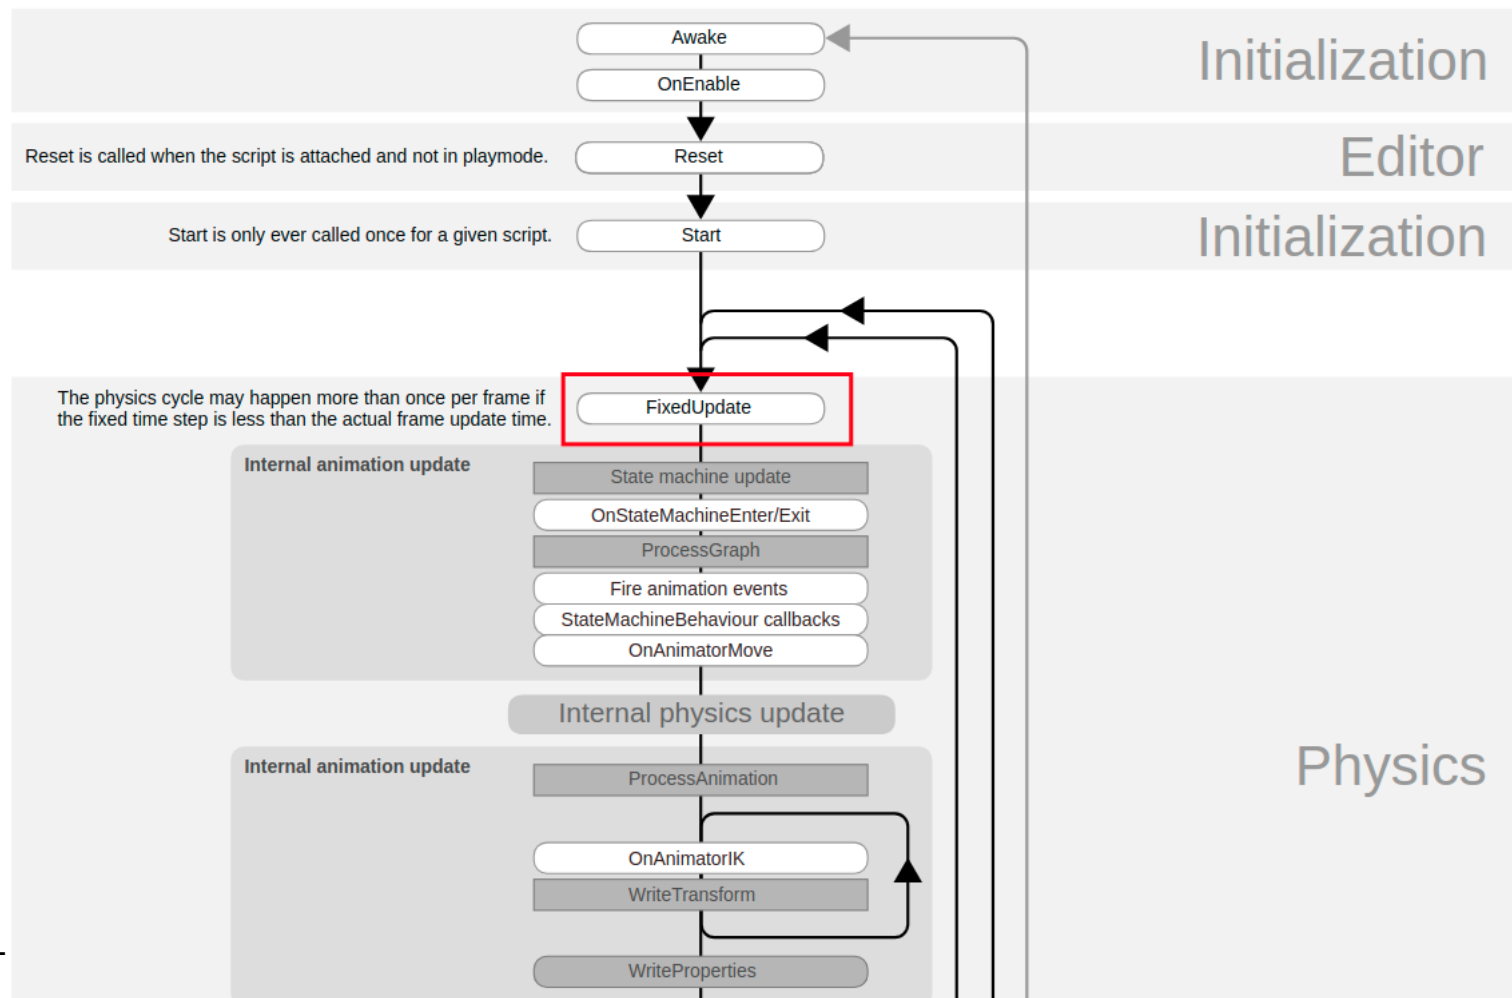 Awake
Initialization
OnEnable
Reset is called when the script is attached and not in playmode.
Reset
Editor
Start is only ever called once for a given script.
Start
Initialization
The physics cycle may happen more than once per frame if
the fixed time step is less than the actual frame update time.
FixedUpdate
Internal animation update
State machine update
OnStateMachineEnter/Exit
ProcessGraph
Fire animation events
StateMachineBehaviour callbacks
OnAnimatorMove
Internal physics update
Physics
Internal animation update
ProcessAnimation
OnAnimatorIK
WriteTransform
WriteProperties